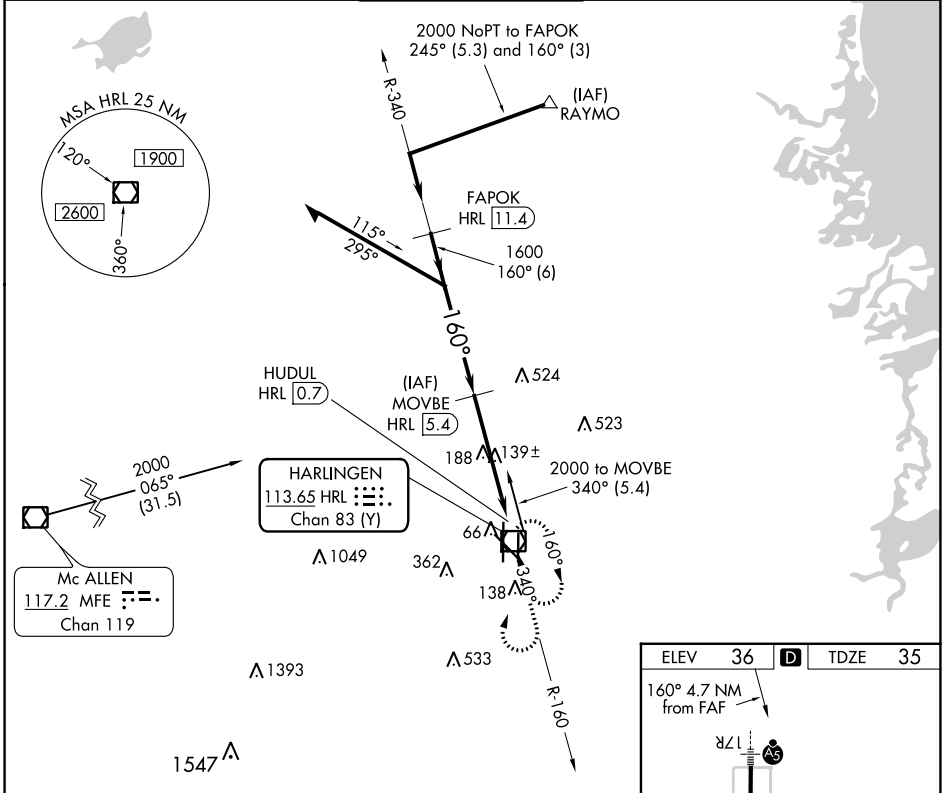 2000 NoPT to FAPOK
245° (5.3) and 160° (3)
(IAF)
RAYMO
R-340
MSA HRL 25 NM
120°
1900
2600
360°
FAPOK
HRL 11.4
115°
295°
1600
160° (6)
160°
HUDUL
HRL 0.7
(IAF)
MOVBE
HRL 5.4
524
523
188
139±
2000 to MOVBE
340° (5.4)
2000
065°
(31.5)
HARLINGEN
113.65 HRL
Chan 83 (Y)
66
160°
1049
362
340°
138
Mc ALLEN
117.2 MFE
Chan 119
1393
533
R-160
1547
ELEV 36 D TDZE 35
160° 4.7 NM
from FAF
17R
A5